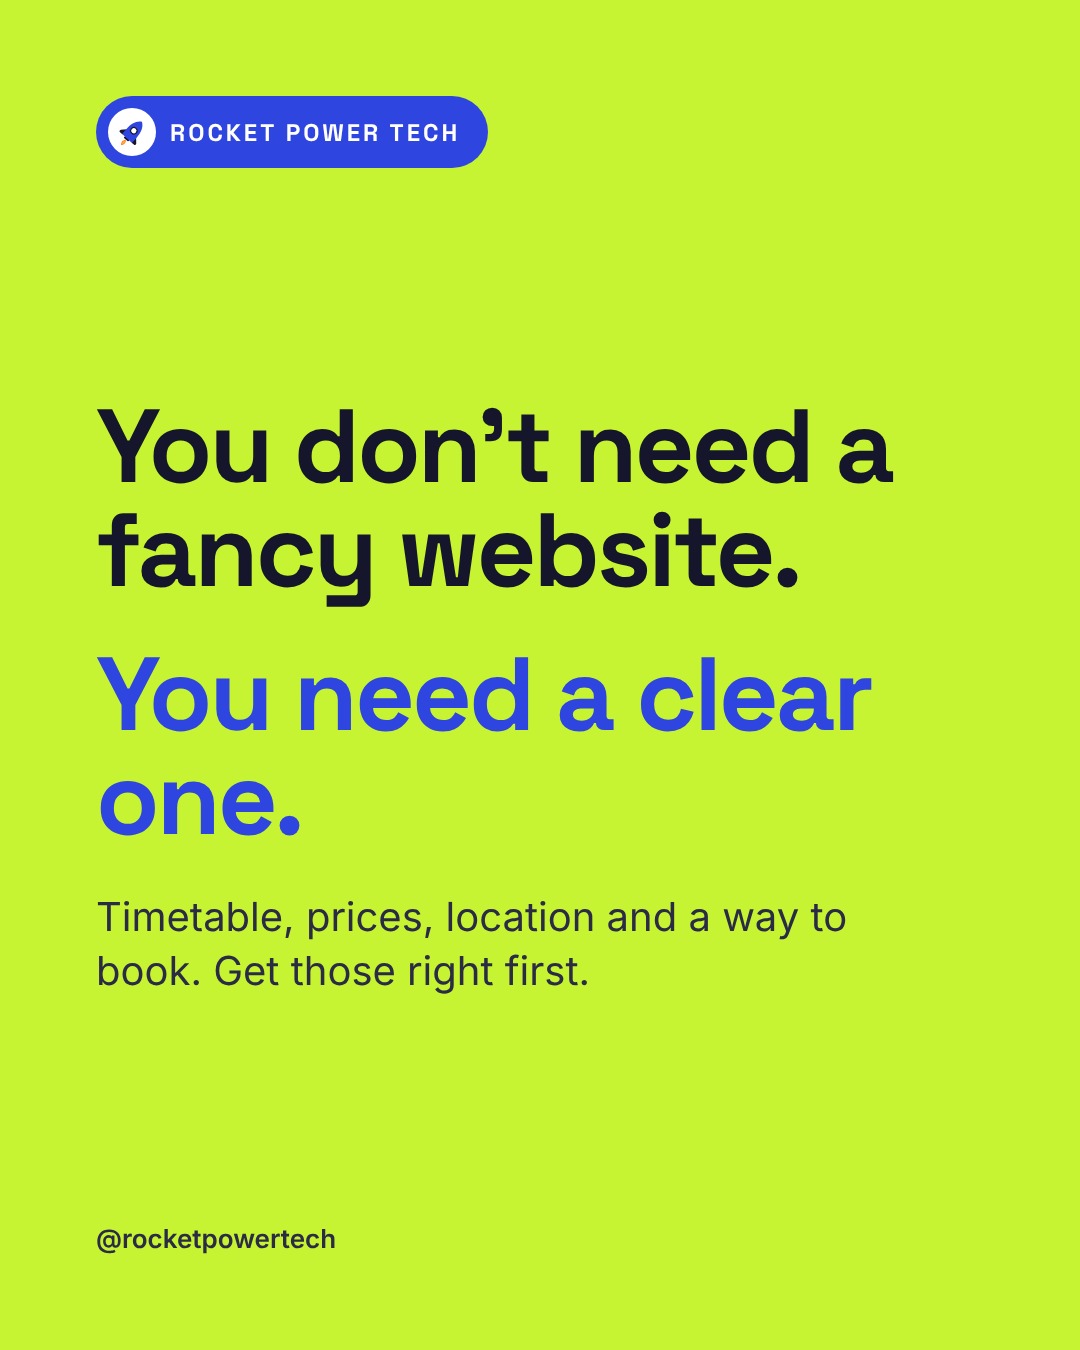 ROCKET POWER TECH
You don’t need a
fancy website.
You need a clear
one.
Timetable, prices, location and a way to
book. Get those right first.
@rocketpowertech